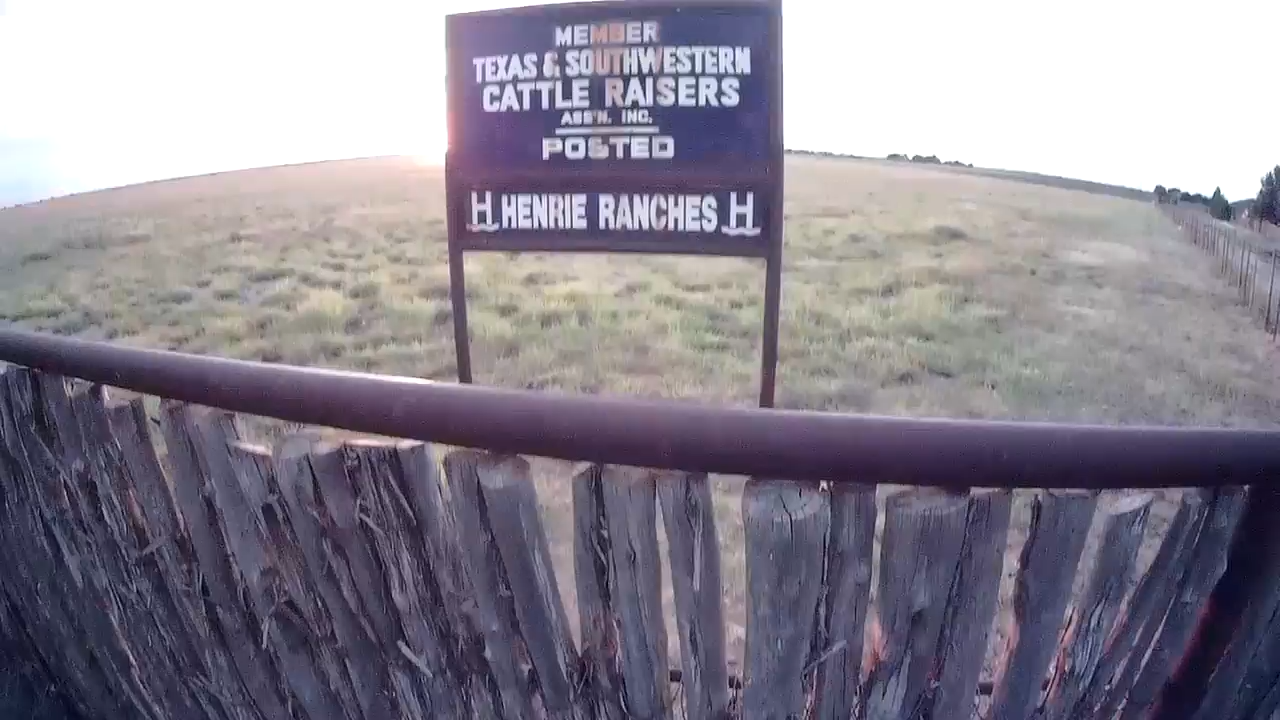 MEMBER
TEXAS & SOUTHWESTERN
CATTLE RAISERS
ASS'N. INC.
POSTED
H HENRIE RANCHES H